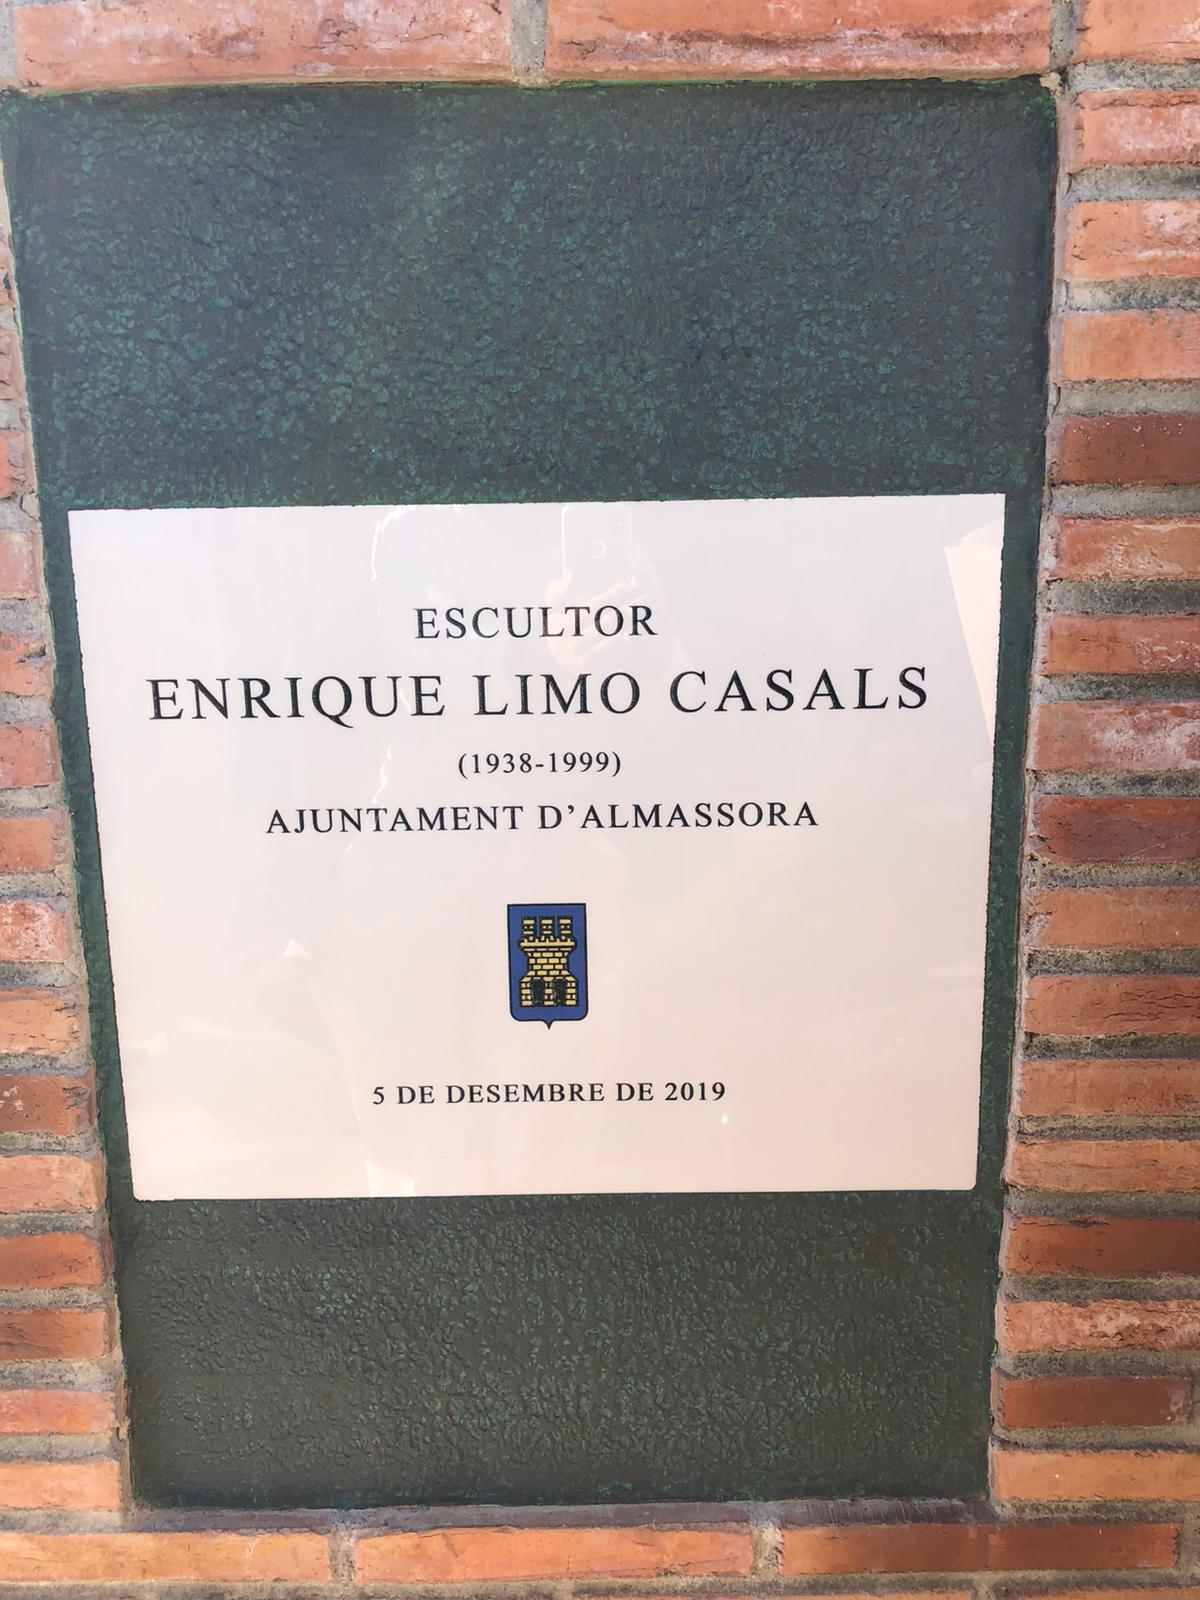 ESCULTOR
ENRIQUE LIMO CASALS
(1938-1999)
AJUNTAMENT D’ALMASSORA
5 DE DESEMBRE DE 2019